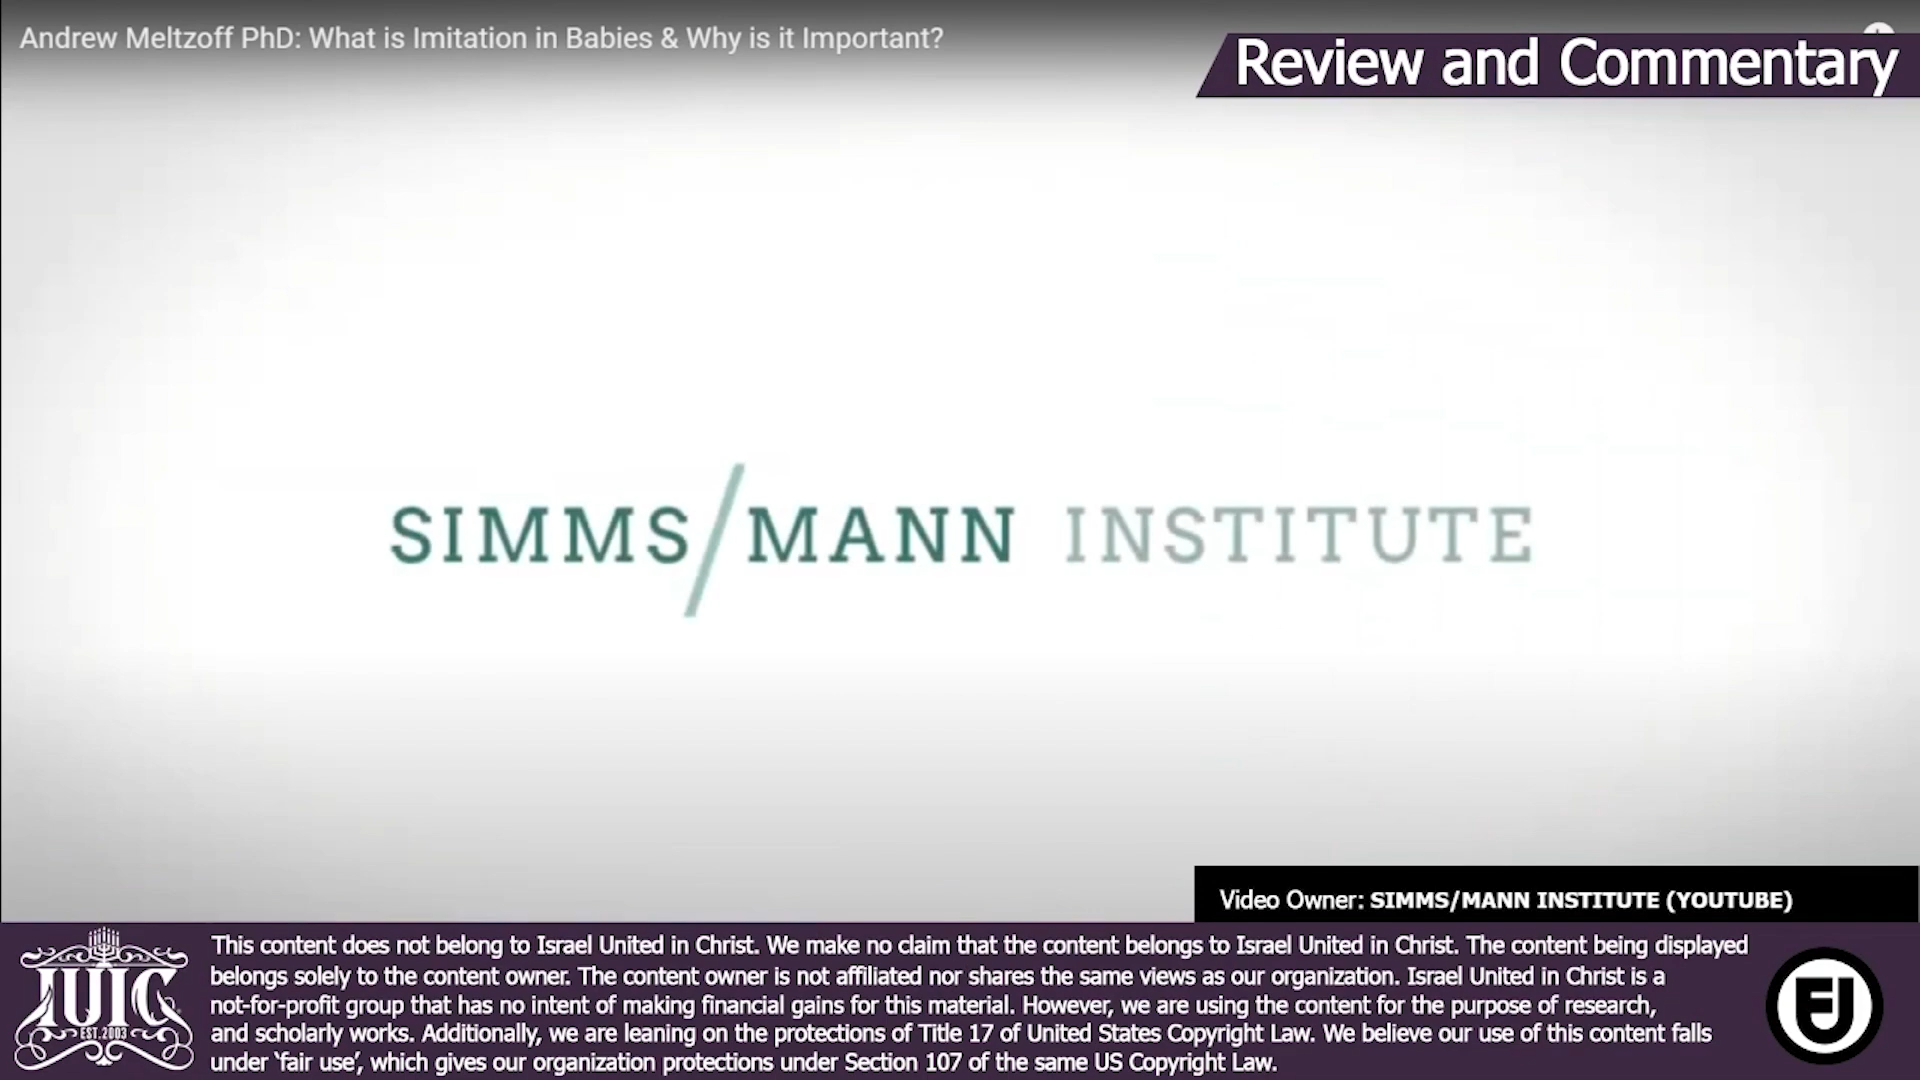 Andrew Meltzoff PhD: What is Imitation in Babies & Why is it Important?
Review and Commentary
SIMMS/MANN INSTITUTE
Video Owner: SIMMS/MANN INSTITUTE (YOUTUBE)
This content does not belong to Israel United in Christ. We make no claim that the content belongs to Israel United in Christ. The content being displayed
belongs solely to the content owner. The content owner is not affiliated nor shares the same views as our organization. Israel United in Christ is a
not-for-profit group that has no intent of making financial gains for this material. However, we are using the content for the purpose of research,
and scholarly works. Additionally, we are leaning on the protections of Title 17 of United States Copyright Law. We believe our use of this content falls
under ‘fair use’, which gives our organization protections under Section 107 of the same US Copyright Law.
IUIC
EST. 2003